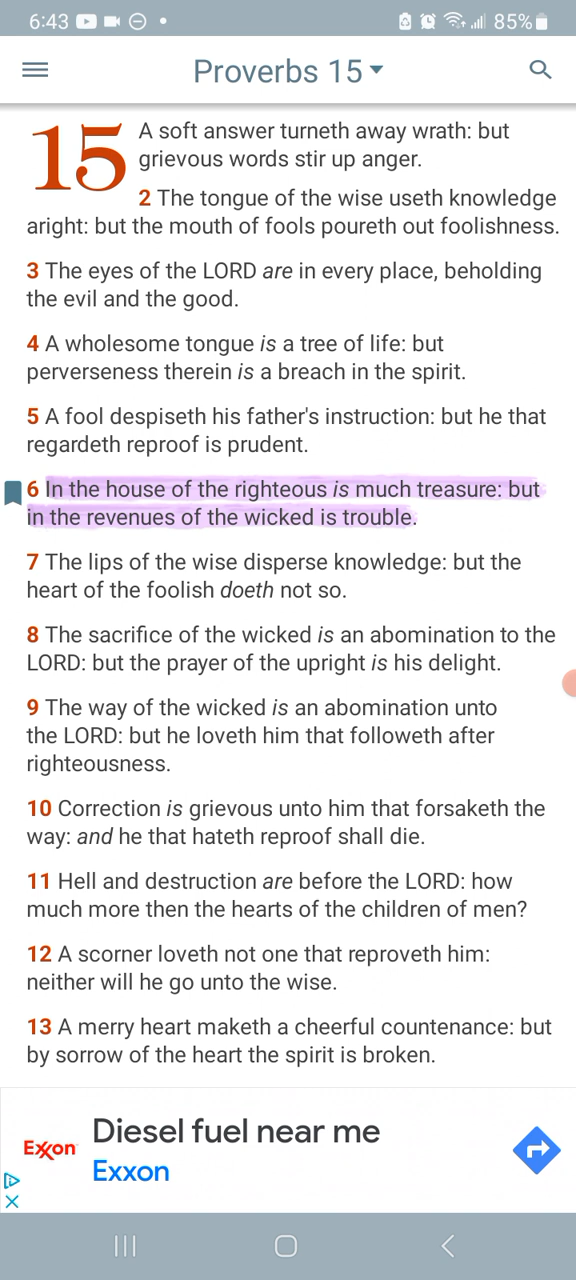 6:43 85%
Proverbs 15
15 A soft answer turneth away wrath: but
grievous words stir up anger.
2 The tongue of the wise useth knowledge
aright: but the mouth of fools poureth out foolishness.
3 The eyes of the LORD are in every place, beholding
the evil and the good.
4 A wholesome tongue is a tree of life: but
perverseness therein is a breach in the spirit.
5 A fool despiseth his father's instruction: but he that
regardeth reproof is prudent.
6 In the house of the righteous is much treasure: but
in the revenues of the wicked is trouble.
7 The lips of the wise disperse knowledge: but the
heart of the foolish doeth not so.
8 The sacrifice of the wicked is an abomination to the
LORD: but the prayer of the upright is his delight.
9 The way of the wicked is an abomination unto
the LORD: but he loveth him that followeth after
righteousness.
10 Correction is grievous unto him that forsaketh the
way: and he that hateth reproof shall die.
11 Hell and destruction are before the LORD: how
much more then the hearts of the children of men?
12 A scorner loveth not one that reproveth him:
neither will he go unto the wise.
13 A merry heart maketh a cheerful countenance: but
by sorrow of the heart the spirit is broken.
Diesel fuel near me
Exxon
Exxon